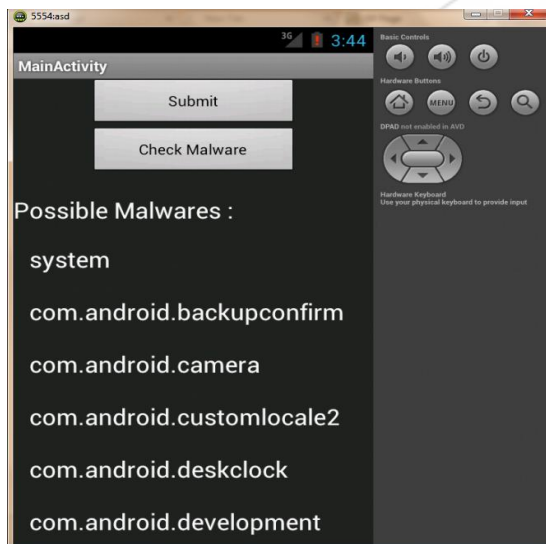 5554:asd
3G 3:44
MainActivity
Submit
Check Malware
Possible Malwares :
system
com.android.backupconfirm
com.android.camera
com.android.customlocale2
com.android.deskclock
com.android.development
Basic Controls
Hardware Buttons
MENU
DPAD not enabled in AVD
Hardware Keyboard
Use your physical keyboard to provide input